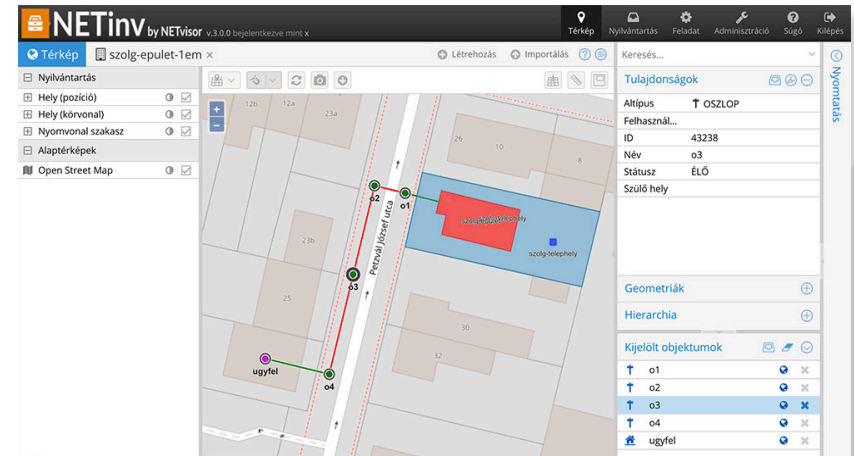 NETinv by NETvisor v.3.0.0 bejelentkezve mint x
Térkép Nyilvántartás Feladat Adminisztráció Súgó Kilépés
Térkép szolg-epulet-1em × Létrehozás Importálás
Nyilvántartás
Hely (pozíció)
Hely (körvonal)
Nyomvonal szakasz
Alaptérképek
Open Street Map
+
−
12b
12a
23a
26
10
8
o2
o1
Petzvál József utca
szolg-telephely
23b
o3
25
30
32
ugyfel
o4
Keresés...
Tulajdonságok
Altípus OSZLOP
Felhasznál...
ID 43238
Név o3
Státusz ÉLŐ
Szülő hely
Geometriák
Hierarchia
Kijelölt objektumok
o1
o2
o3
o4
ugyfel
Nyomtatás